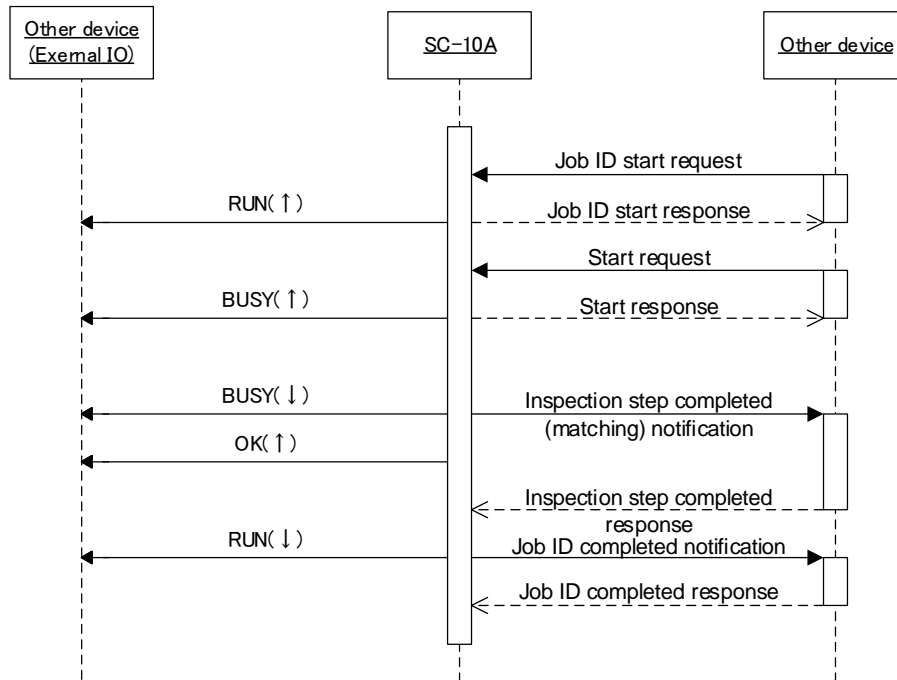 Other device
(Exernal IO)
SC-10A
Other device
Job ID start request
RUN(↑)
Job ID start response
Start request
BUSY(↑)
Start response
BUSY(↓)
Inspection step completed
(matching) notification
OK(↑)
Inspection step completed
response
RUN(↓)
Job ID completed notification
Job ID completed response